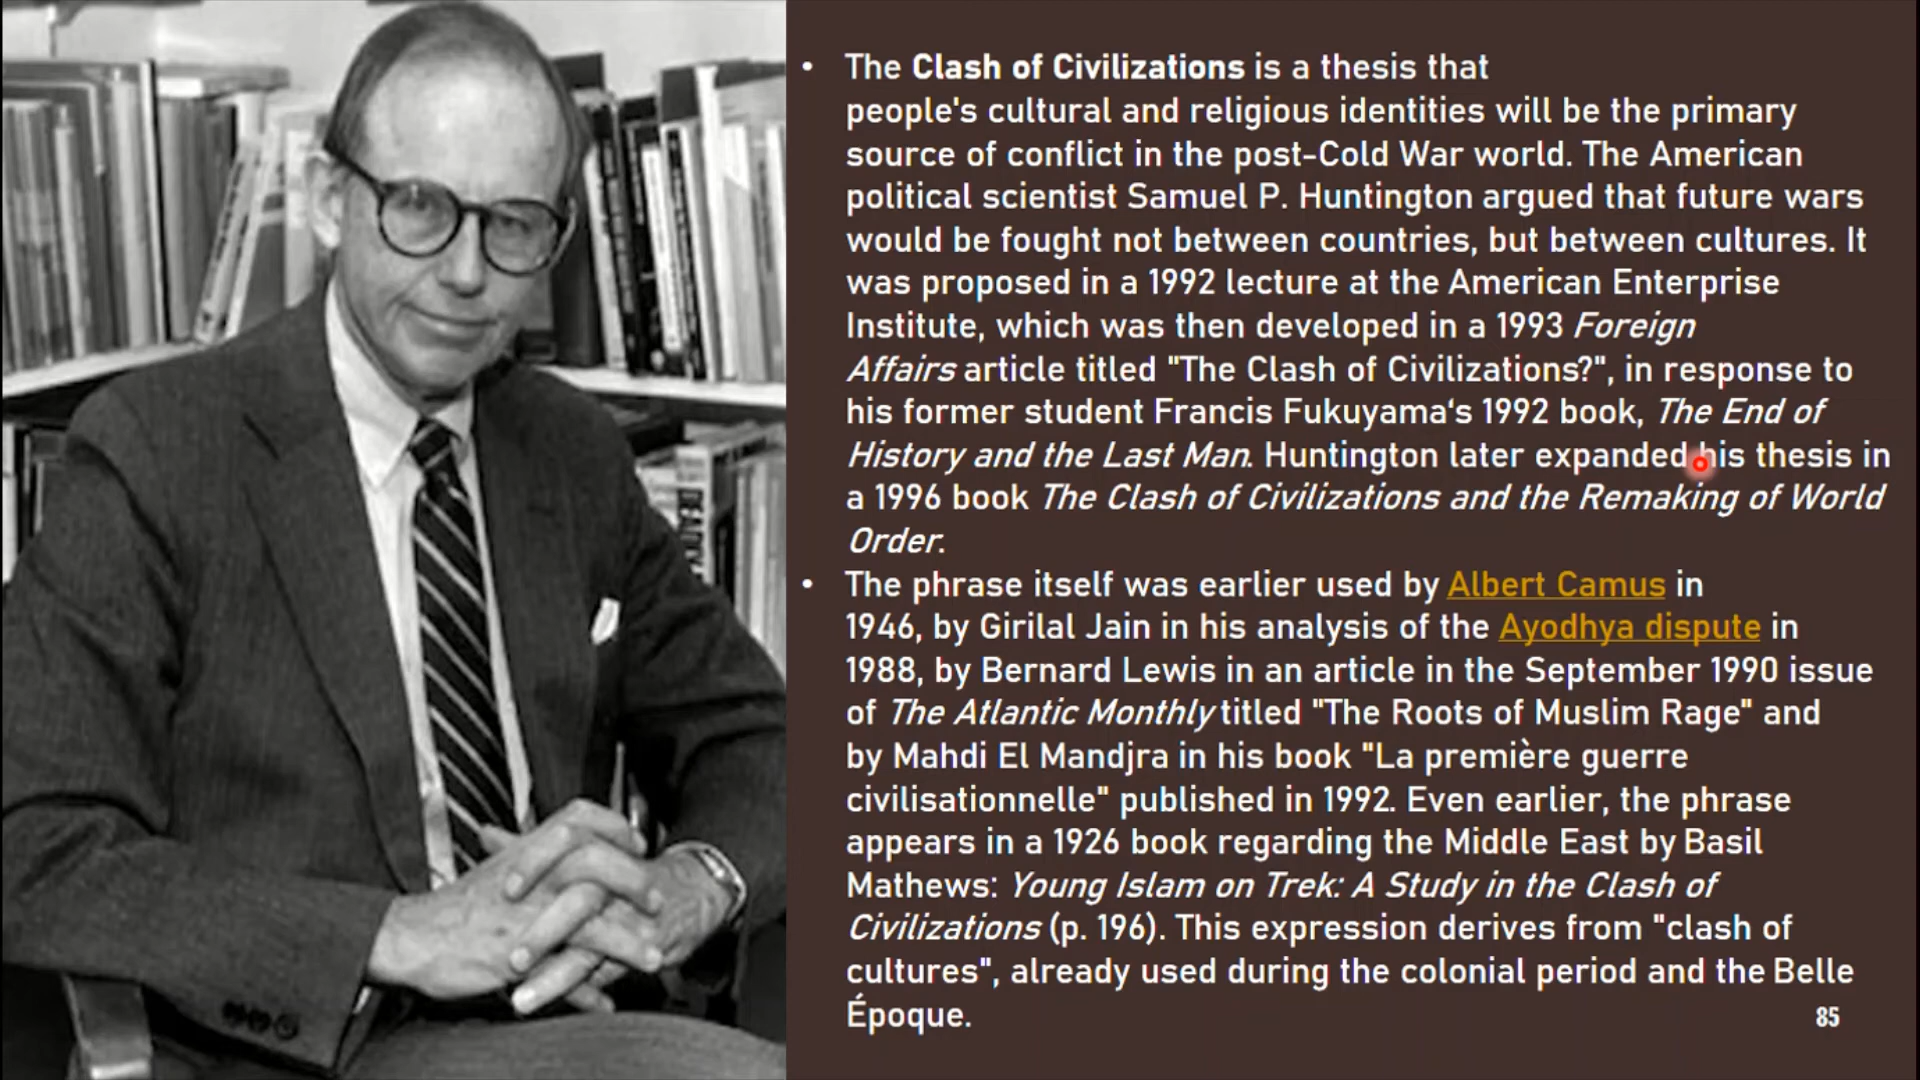 • The Clash of Civilizations is a thesis that
people's cultural and religious identities will be the primary
source of conflict in the post-Cold War world. The American
political scientist Samuel P. Huntington argued that future wars
would be fought not between countries, but between cultures. It
was proposed in a 1992 lecture at the American Enterprise
Institute, which was then developed in a 1993 Foreign
Affairs article titled "The Clash of Civilizations?", in response to
his former student Francis Fukuyama‘s 1992 book, The End of
History and the Last Man. Huntington later expanded his thesis in
a 1996 book The Clash of Civilizations and the Remaking of World
Order.
• The phrase itself was earlier used by Albert Camus in
1946, by Girilal Jain in his analysis of the Ayodhya dispute in
1988, by Bernard Lewis in an article in the September 1990 issue
of The Atlantic Monthly titled "The Roots of Muslim Rage" and
by Mahdi El Mandjra in his book "La première guerre
civilisationnelle" published in 1992. Even earlier, the phrase
appears in a 1926 book regarding the Middle East by Basil
Mathews: Young Islam on Trek: A Study in the Clash of
Civilizations (p. 196). This expression derives from "clash of
cultures", already used during the colonial period and the Belle
Époque.
85